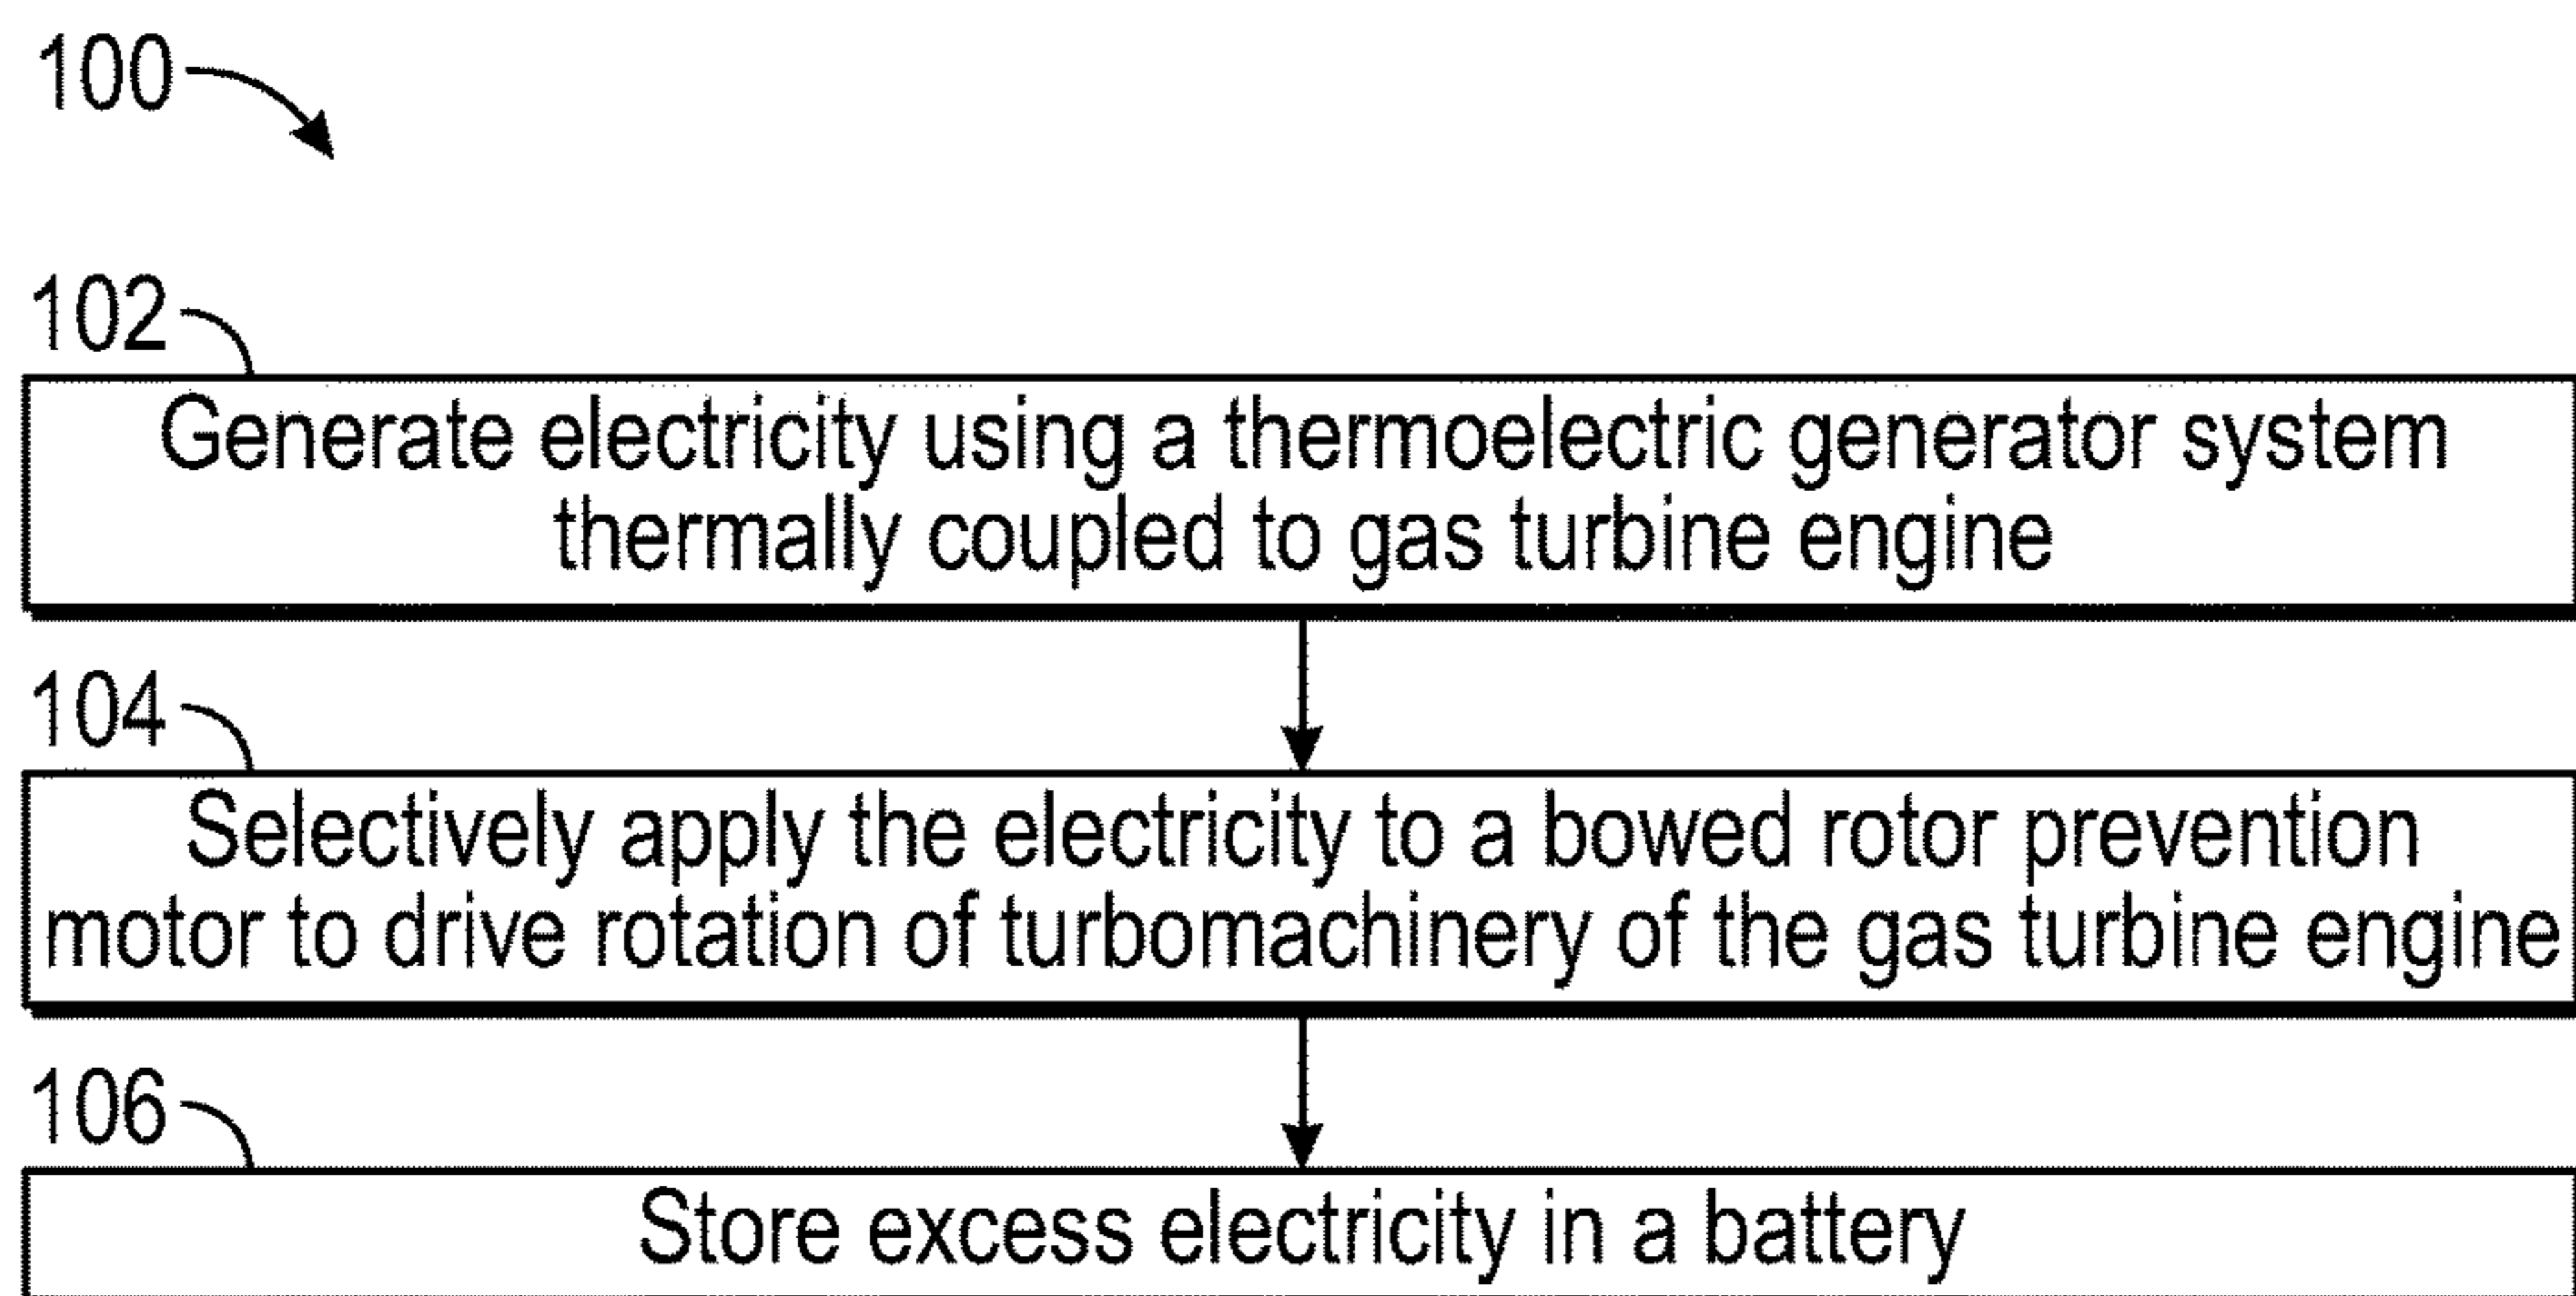 100
102
Generate electricity using a thermoelectric generator system
thermally coupled to gas turbine engine
104
Selectively apply the electricity to a bowed rotor prevention
motor to drive rotation of turbomachinery of the gas turbine engine
106
Store excess electricity in a battery